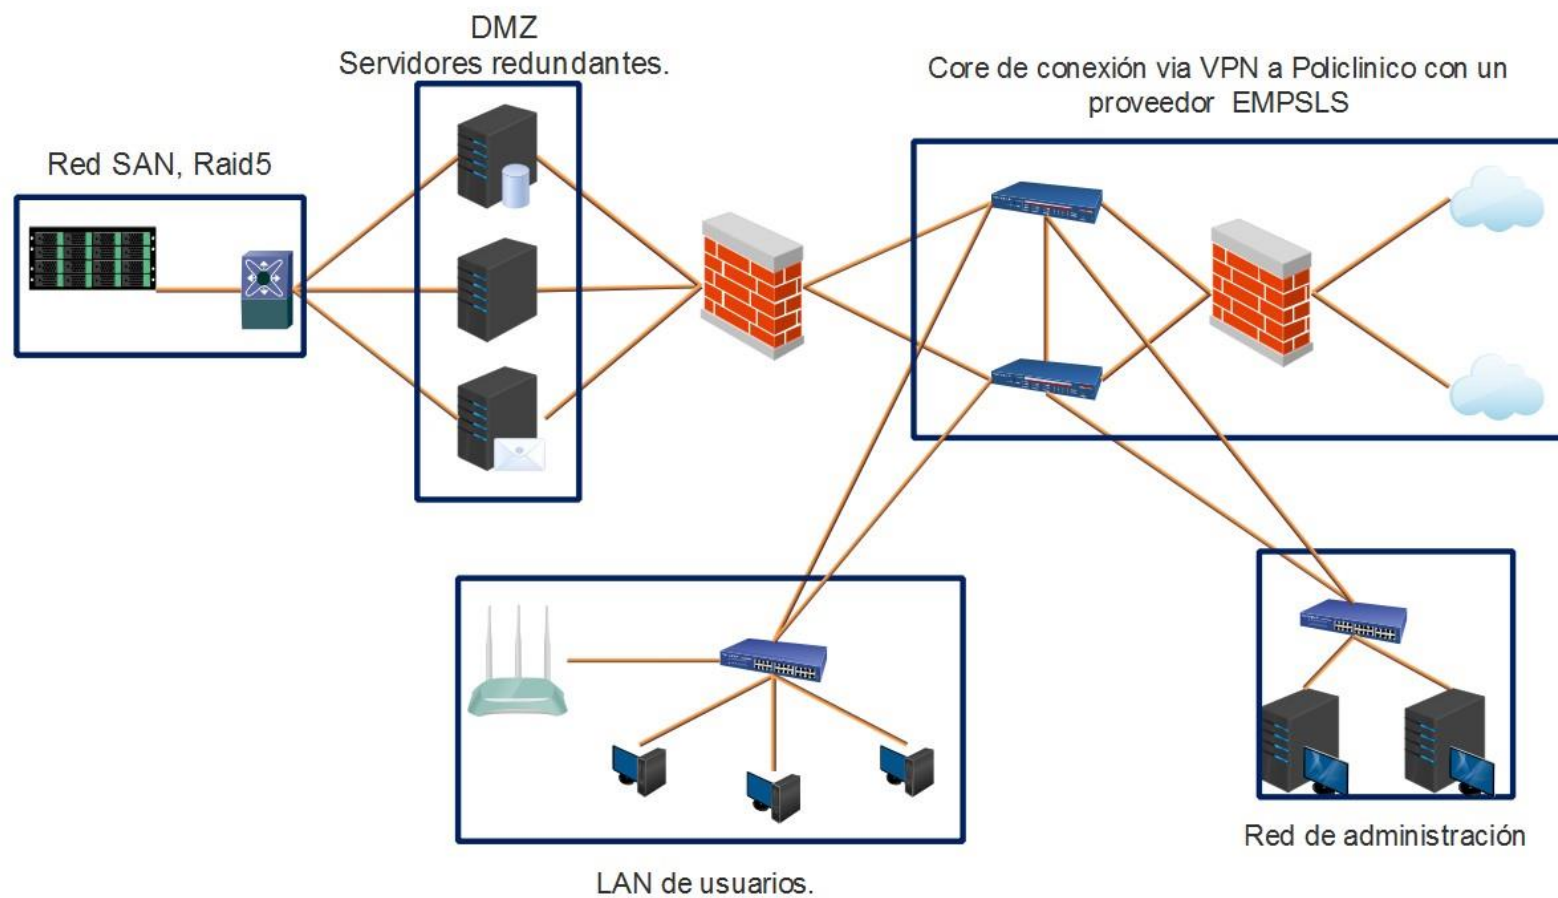 DMZ
Servidores redundantes.
Core de conexión via VPN a Policlinico con un
proveedor EMPSLS
Red SAN, Raid5
Red de administración
LAN de usuarios.